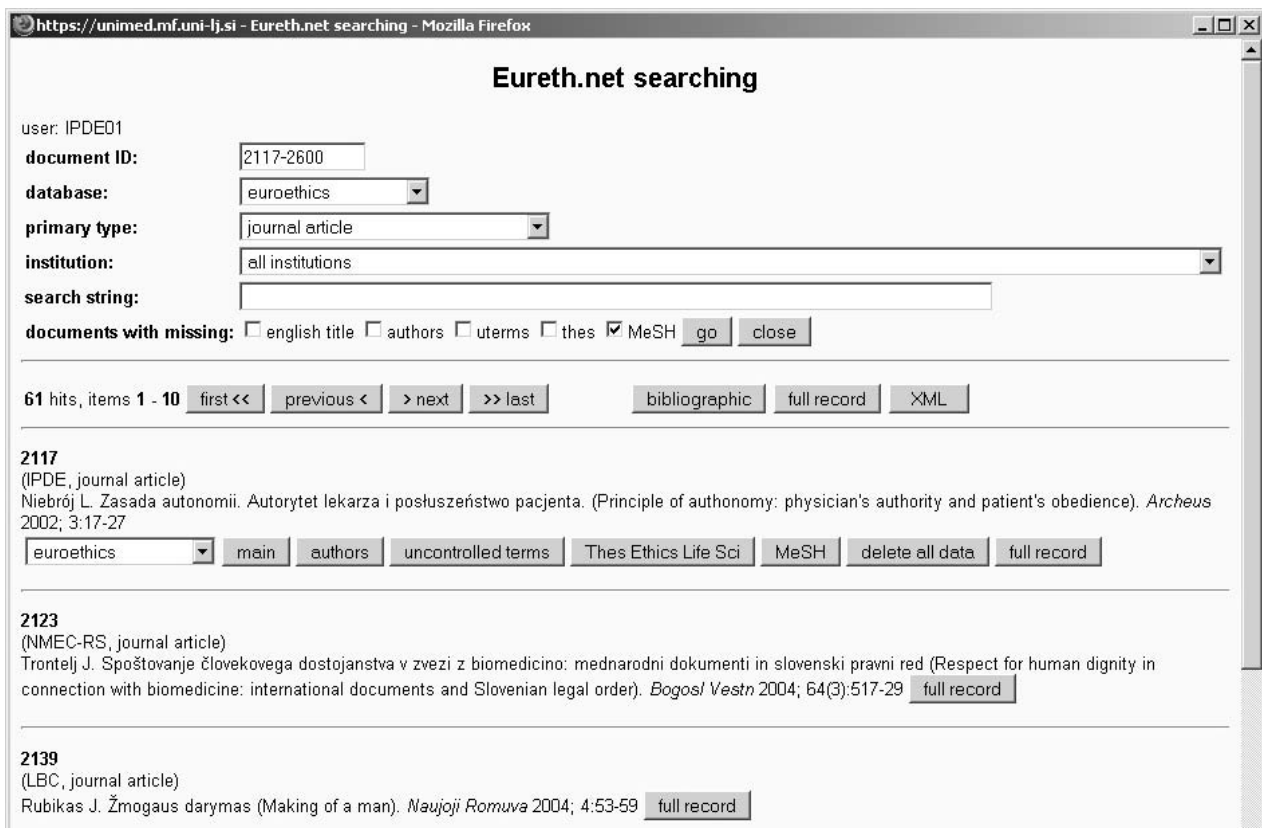 https://unimed.mf.uni-lj.si - Eureth.net searching - Mozilla Firefox
Eureth.net searching
user: IPDE01
document ID: 2117-2600
database: euroethics
primary type: journal article
institution: all institutions
search string:
documents with missing: english title authors uterms thes MeSH go close
61 hits, items 1 - 10 first << previous < > next >> last bibliographic full record XML
2117
(IPDE, journal article)
Niebrój L. Zasada autonomii. Autorytet lekarza i posłuszeństwo pacjenta. (Principle of authonomy: physician's authority and patient's obedience). Archeus
2002; 3:17-27
euroethics main authors uncontrolled terms Thes Ethics Life Sci MeSH delete all data full record
2123
(NMEC-RS, journal article)
Trontelj J. Spoštovanje človekovega dostojanstva v zvezi z biomedicino: mednarodni dokumenti in slovenski pravni red (Respect for human dignity in
connection with biomedicine: international documents and Slovenian legal order). Bogosl Vestn 2004; 64(3):517-29 full record
2139
(LBC, journal article)
Rubikas J. Žmogaus darymas (Making of a man). Naujoji Romuva 2004; 4:53-59 full record